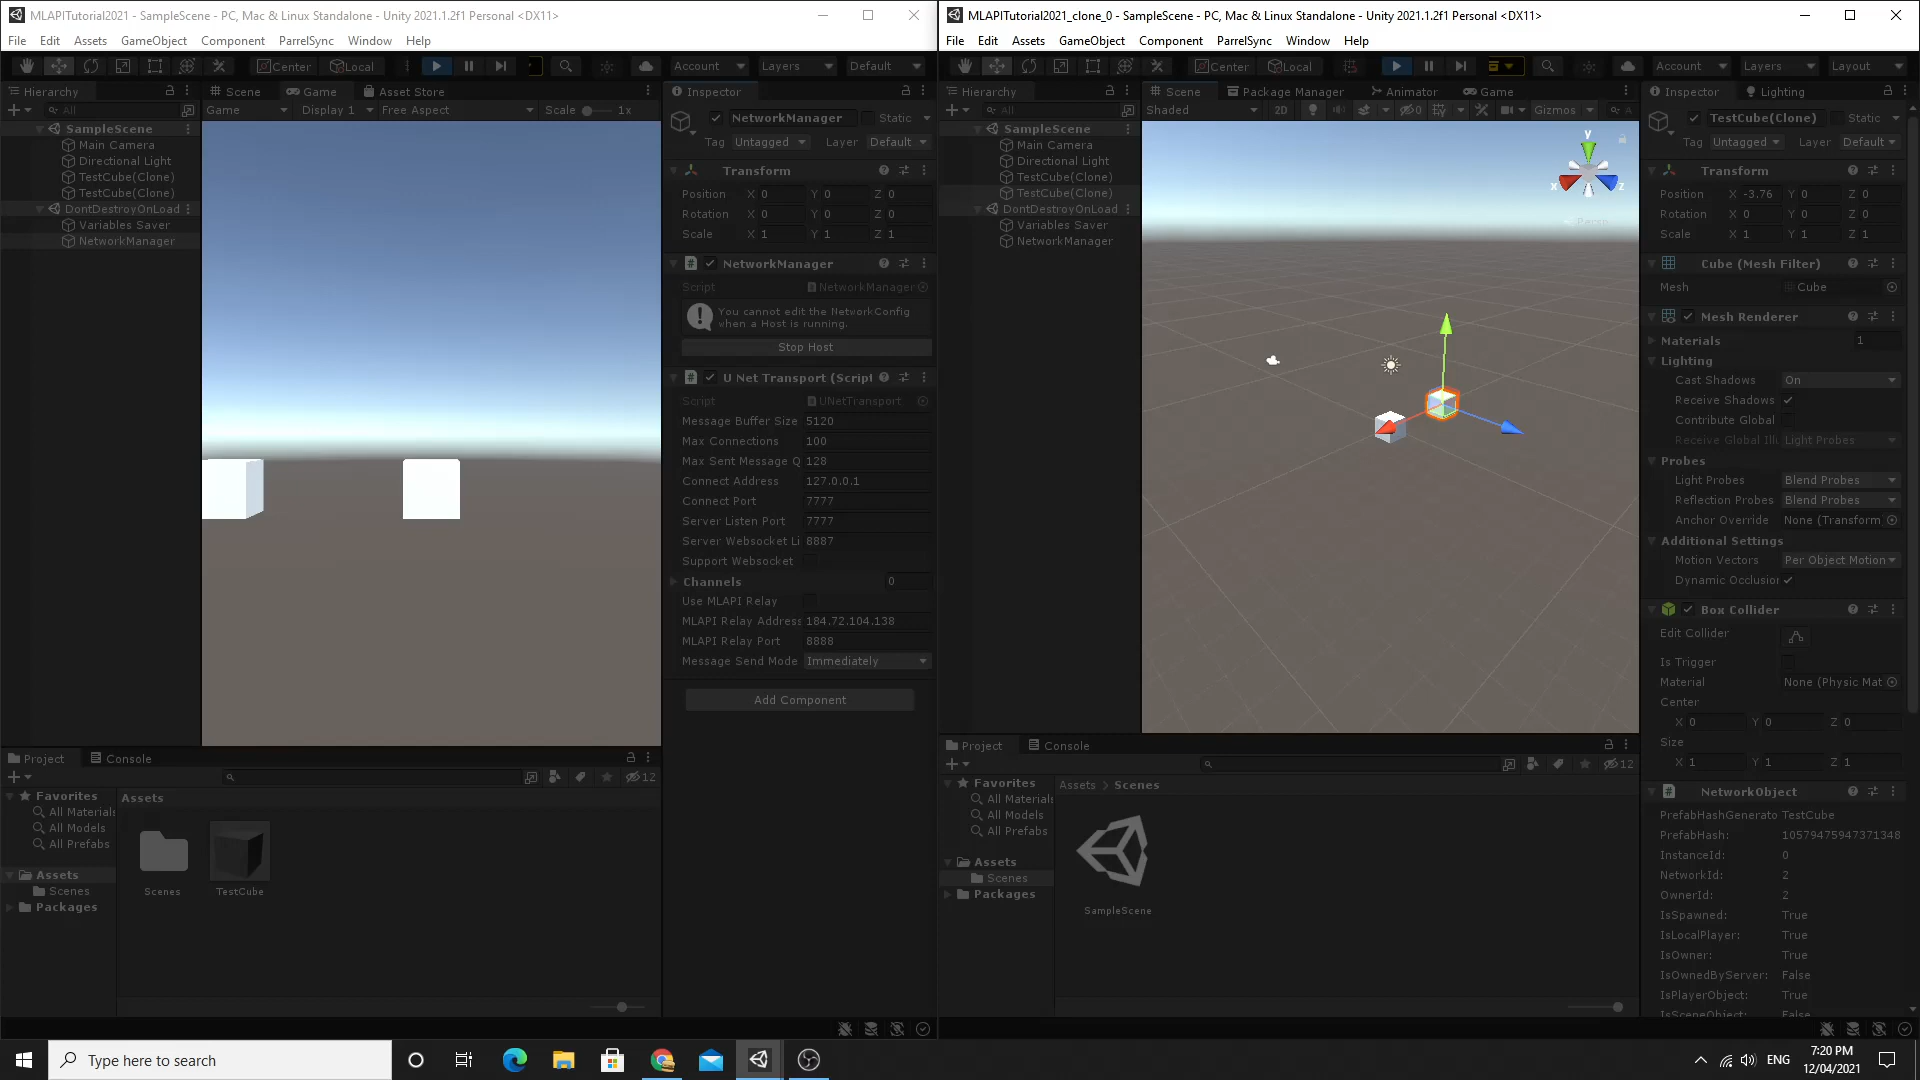 MLAPITutorial2021 - SampleScene - PC, Mac & Linux Standalone - Unity 2021.1.2f1 Personal <DX11>
File Edit Assets GameObject Component ParrelSync Window Help
Center Local Account Layers Default
Hierarchy
All
SampleScene
Main Camera
Directional Light
TestCube(Clone)
TestCube(Clone)
DontDestroyOnLoad
Variables Saver
NetworkManager
Scene Game Asset Store
Game Display 1 Free Aspect Scale 1x
Inspector
NetworkManager Static
Tag Untagged Layer Default
Transform
Position X 0 Y 0 Z 0
Rotation X 0 Y 0 Z 0
Scale X 1 Y 1 Z 1
NetworkManager
Script NetworkManager
You cannot edit the NetworkConfig
when a Host is running.
Stop Host
U Net Transport (Script
Script UNetTransport
Message Buffer Size 5120
Max Connections 100
Max Sent Message Q 128
Connect Address 127.0.0.1
Connect Port 7777
Server Listen Port 7777
Server Websocket Li 8887
Support Websocket
Channels 0
Use MLAPI Relay
MLAPI Relay Address 184.72.104.138
MLAPI Relay Port 8888
Message Send Mode Immediately
Add Component
Project Console
12
Favorites
All Materials
All Models
All Prefabs
Assets
Scenes
Packages
Assets
Scenes TestCube
MLAPITutorial2021_clone_0 - SampleScene - PC, Mac & Linux Standalone - Unity 2021.1.2f1 Personal <DX11>
File Edit Assets GameObject Component ParrelSync Window Help
Center Local Account Layers Layout
Hierarchy
All
SampleScene
Main Camera
Directional Light
TestCube(Clone)
TestCube(Clone)
DontDestroyOnLoad
Variables Saver
NetworkManager
Scene Package Manager Animator Game
Shaded 2D 0 Gizmos A
y
x z
Persp
Inspector Lighting
TestCube(Clone) Static
Tag Untagged Layer Default
Transform
Position X -3.76 Y 0 Z 0
Rotation X 0 Y 0 Z 0
Scale X 1 Y 1 Z 1
Cube (Mesh Filter)
Mesh Cube
Mesh Renderer
Materials 1
Lighting
Cast Shadows On
Receive Shadows
Contribute Global
Receive Global Illu Light Probes
Probes
Light Probes Blend Probes
Reflection Probes Blend Probes
Anchor Override None (Transform
Additional Settings
Motion Vectors Per Object Motion
Dynamic Occlusion
Box Collider
Edit Collider
Is Trigger
Material None (Physic Mat
Center
X 0 Y 0 Z 0
Size
X 1 Y 1 Z 1
NetworkObject
PrefabHashGenerato TestCube
PrefabHash: 10579475947371348
InstanceId: 0
NetworkId: 2
OwnerId: 2
IsSpawned: True
IsLocalPlayer: True
IsOwner: True
IsOwnedByServer: False
IsPlayerObject: True
IsSceneObject: False
Project Console
12
Favorites
All Materials
All Models
All Prefabs
Assets
Scenes
Packages
Assets > Scenes
SampleScene
Type here to search
ENG
7:20 PM
12/04/2021